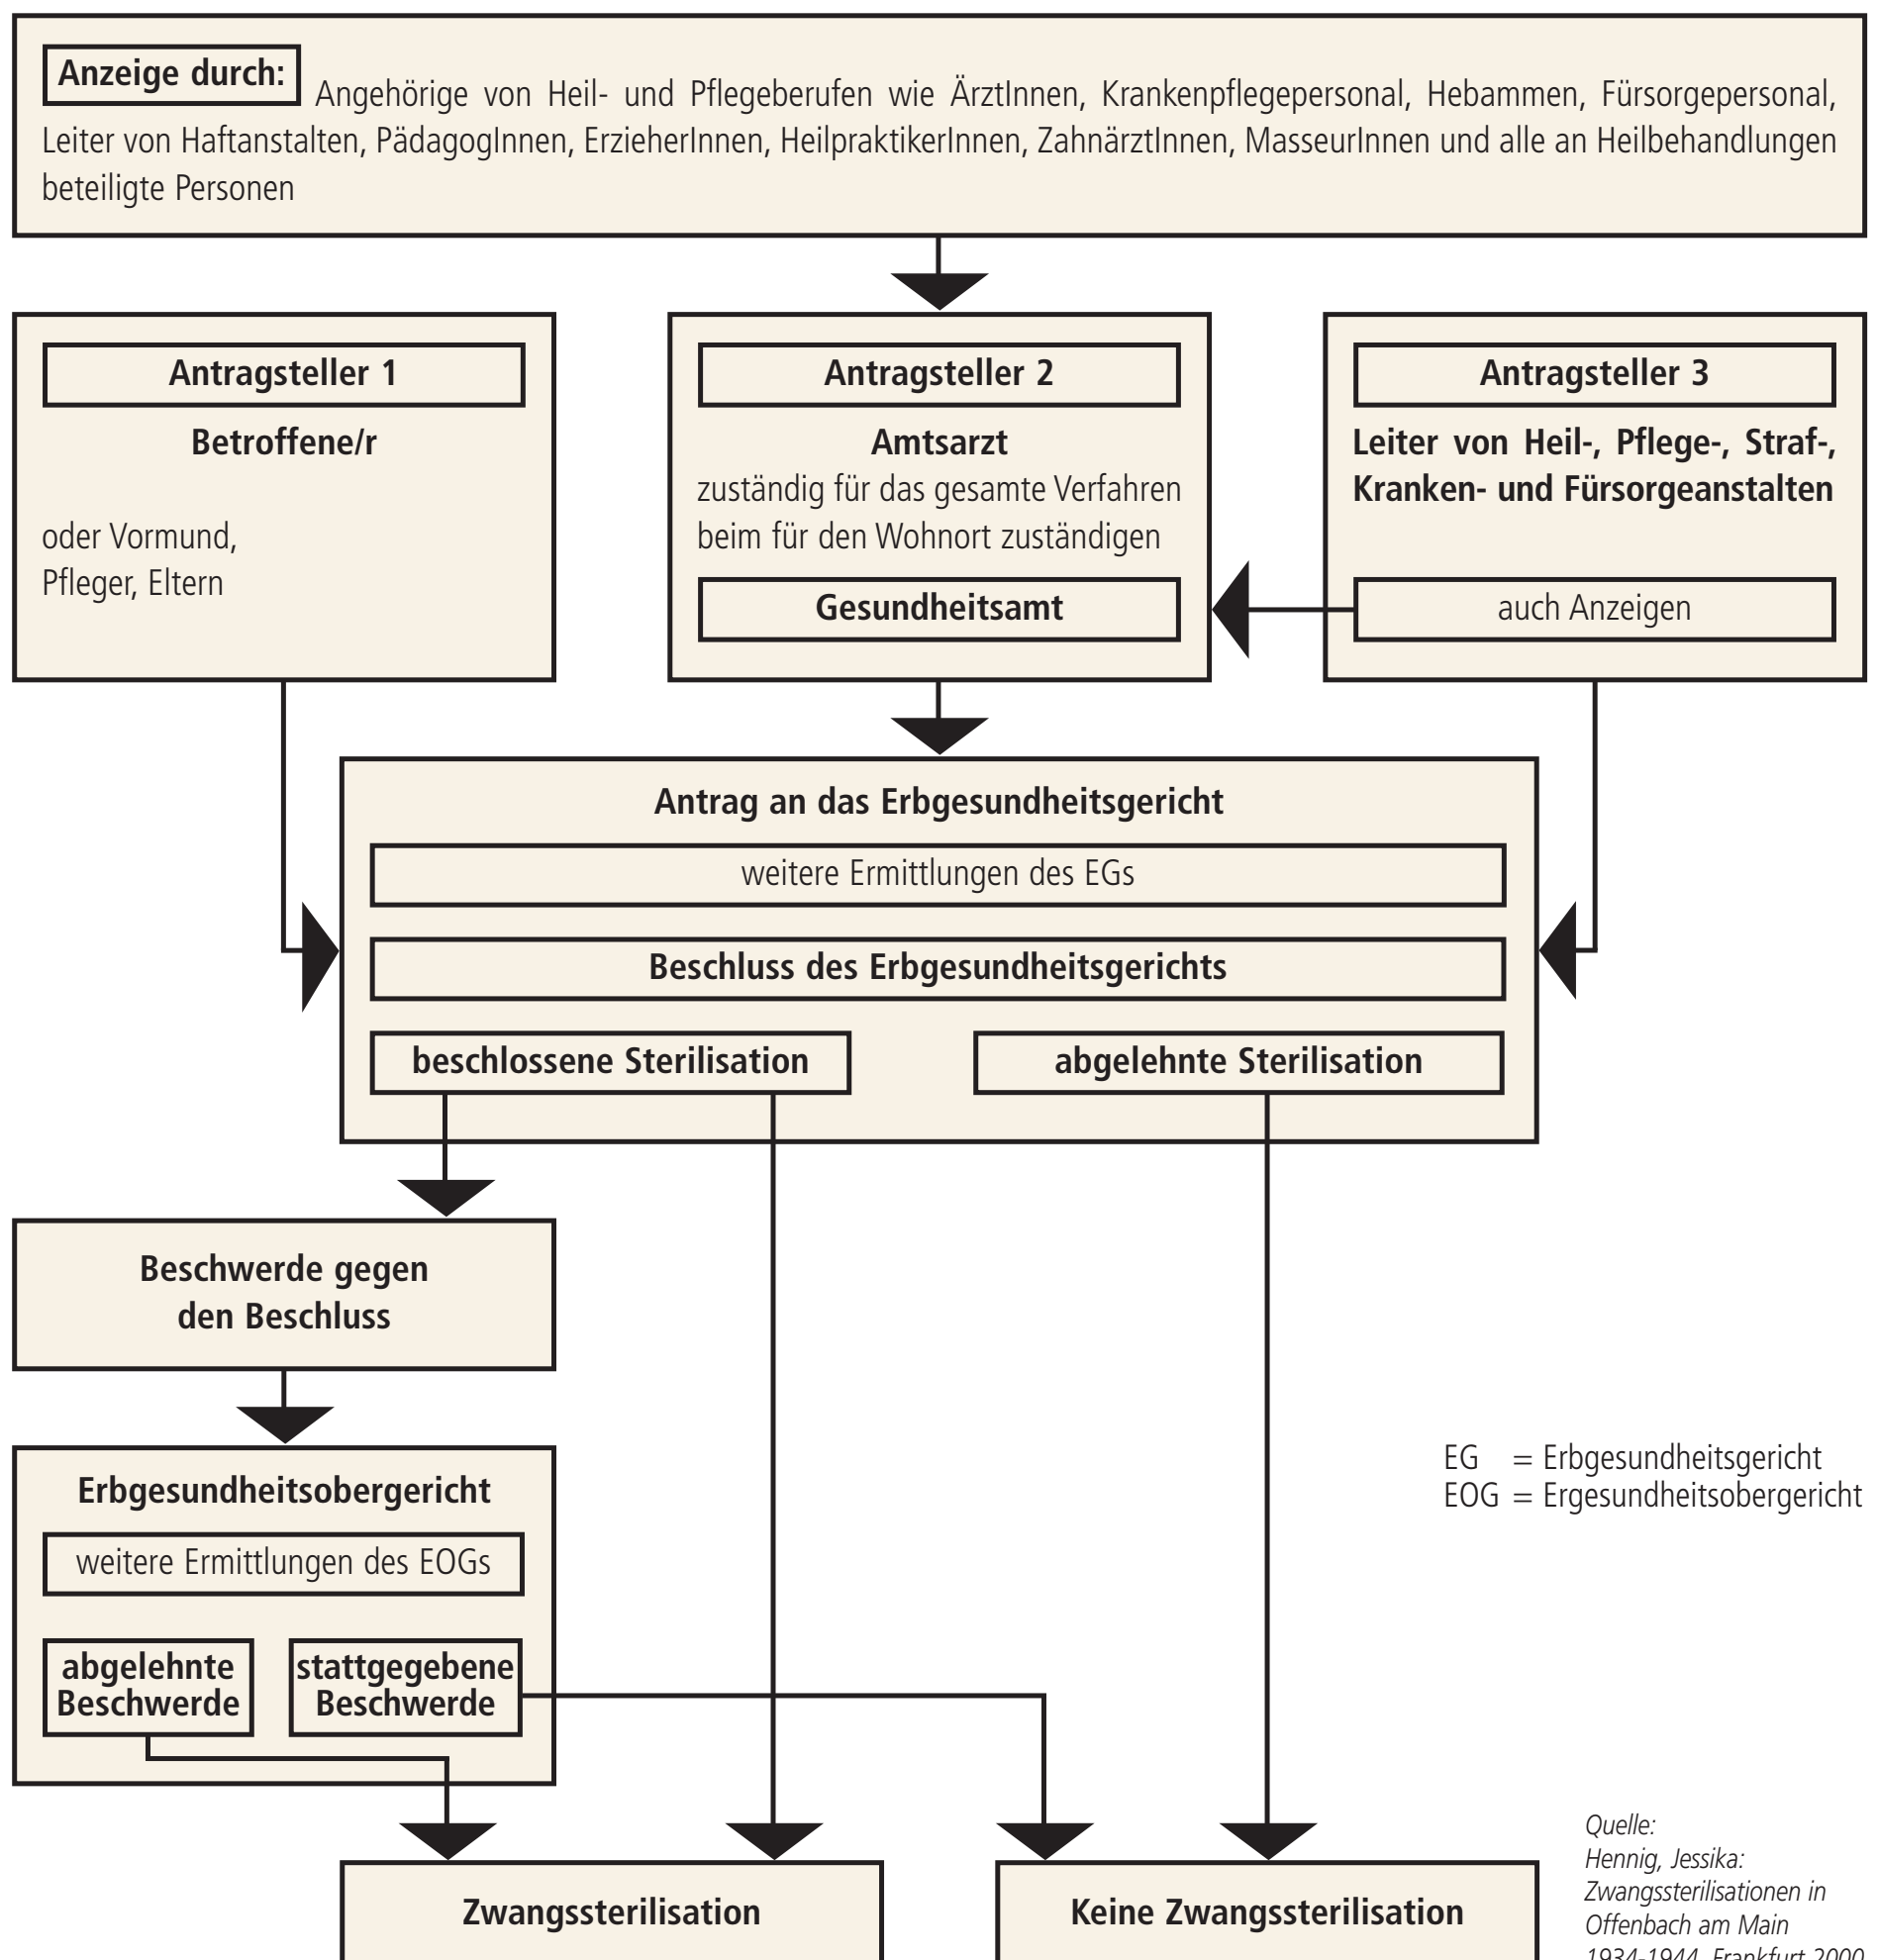 Anzeige durch:
Angehörige von Heil- und Pflegeberufen wie ÄrztInnen, Krankenpflegepersonal, Hebammen, Fürsorgepersonal,
Leiter von Haftanstalten, PädagogInnen, ErzieherInnen, HeilpraktikerInnen, ZahnärztInnen, MasseurInnen und alle an Heilbehandlungen
beteiligte Personen
Antragsteller 1
Betroffene/r
oder Vormund,
Pfleger, Eltern
Antragsteller 2
Amtsarzt
zuständig für das gesamte Verfahren
beim für den Wohnort zuständigen
Gesundheitsamt
Antragsteller 3
Leiter von Heil-, Pflege-, Straf-,
Kranken- und Fürsorgeanstalten
auch Anzeigen
Antrag an das Erbgesundheitsgericht
weitere Ermittlungen des EGs
Beschluss des Erbgesundheitsgerichts
beschlossene Sterilisation
abgelehnte Sterilisation
Beschwerde gegen
den Beschluss
Erbgesundheitsobergericht
weitere Ermittlungen des EOGs
abgelehnte
Beschwerde
stattgegebene
Beschwerde
EG = Erbgesundheitsgericht
EOG = Ergesundheitsobergericht
Zwangssterilisation
Keine Zwangssterilisation
Quelle:
Hennig, Jessika:
Zwangssterilisationen in
Offenbach am Main
1934-1944, Frankfurt 2000